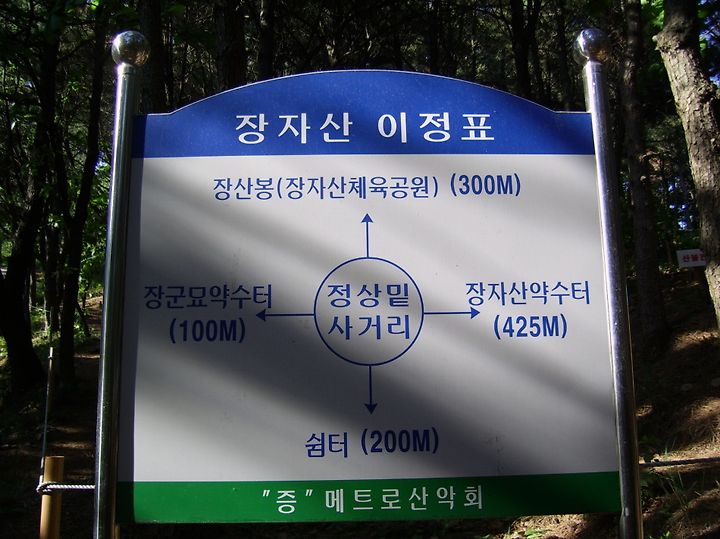 장자산 이정표
장산봉(장자산체육공원) (300M)
장군묘약수터
(100M)
정상밑
사거리
장자산약수터
(425M)
쉼터 (200M)
"증" 메트로산악회
산불